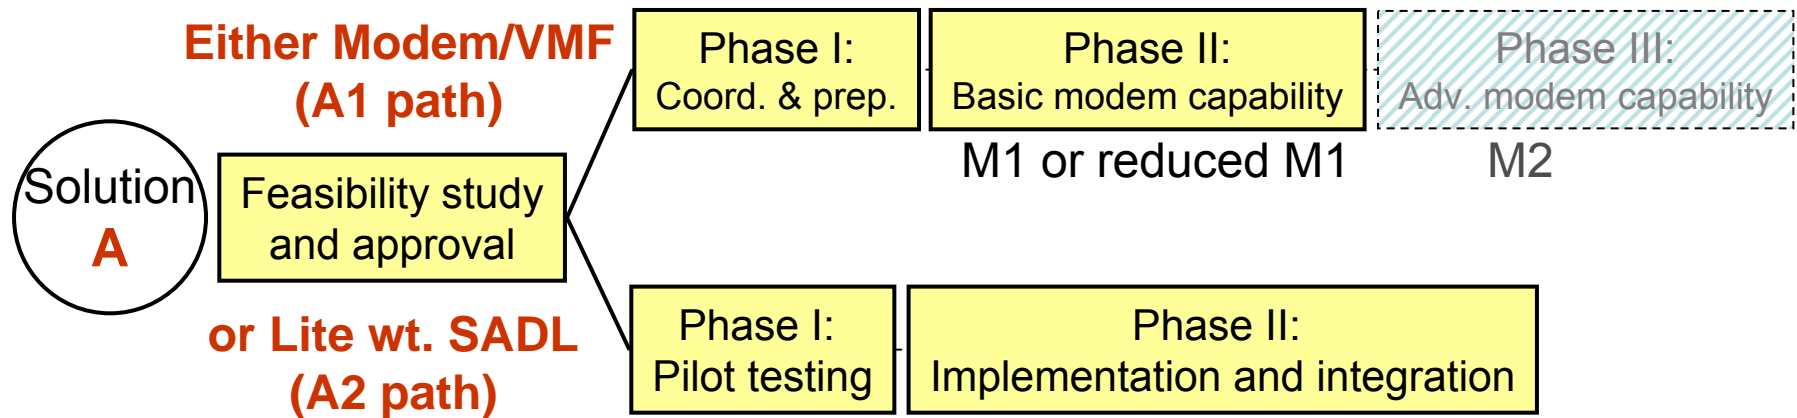 Solution
A
Either Modem/VMF
(A1 path)
Feasibility study
and approval
or Lite wt. SADL
(A2 path)
Phase I:
Coord. & prep.
Phase II:
Basic modem capability
M1 or reduced M1
Phase III:
Adv. modem capability
M2
Phase I:
Pilot testing
Phase II:
Implementation and integration